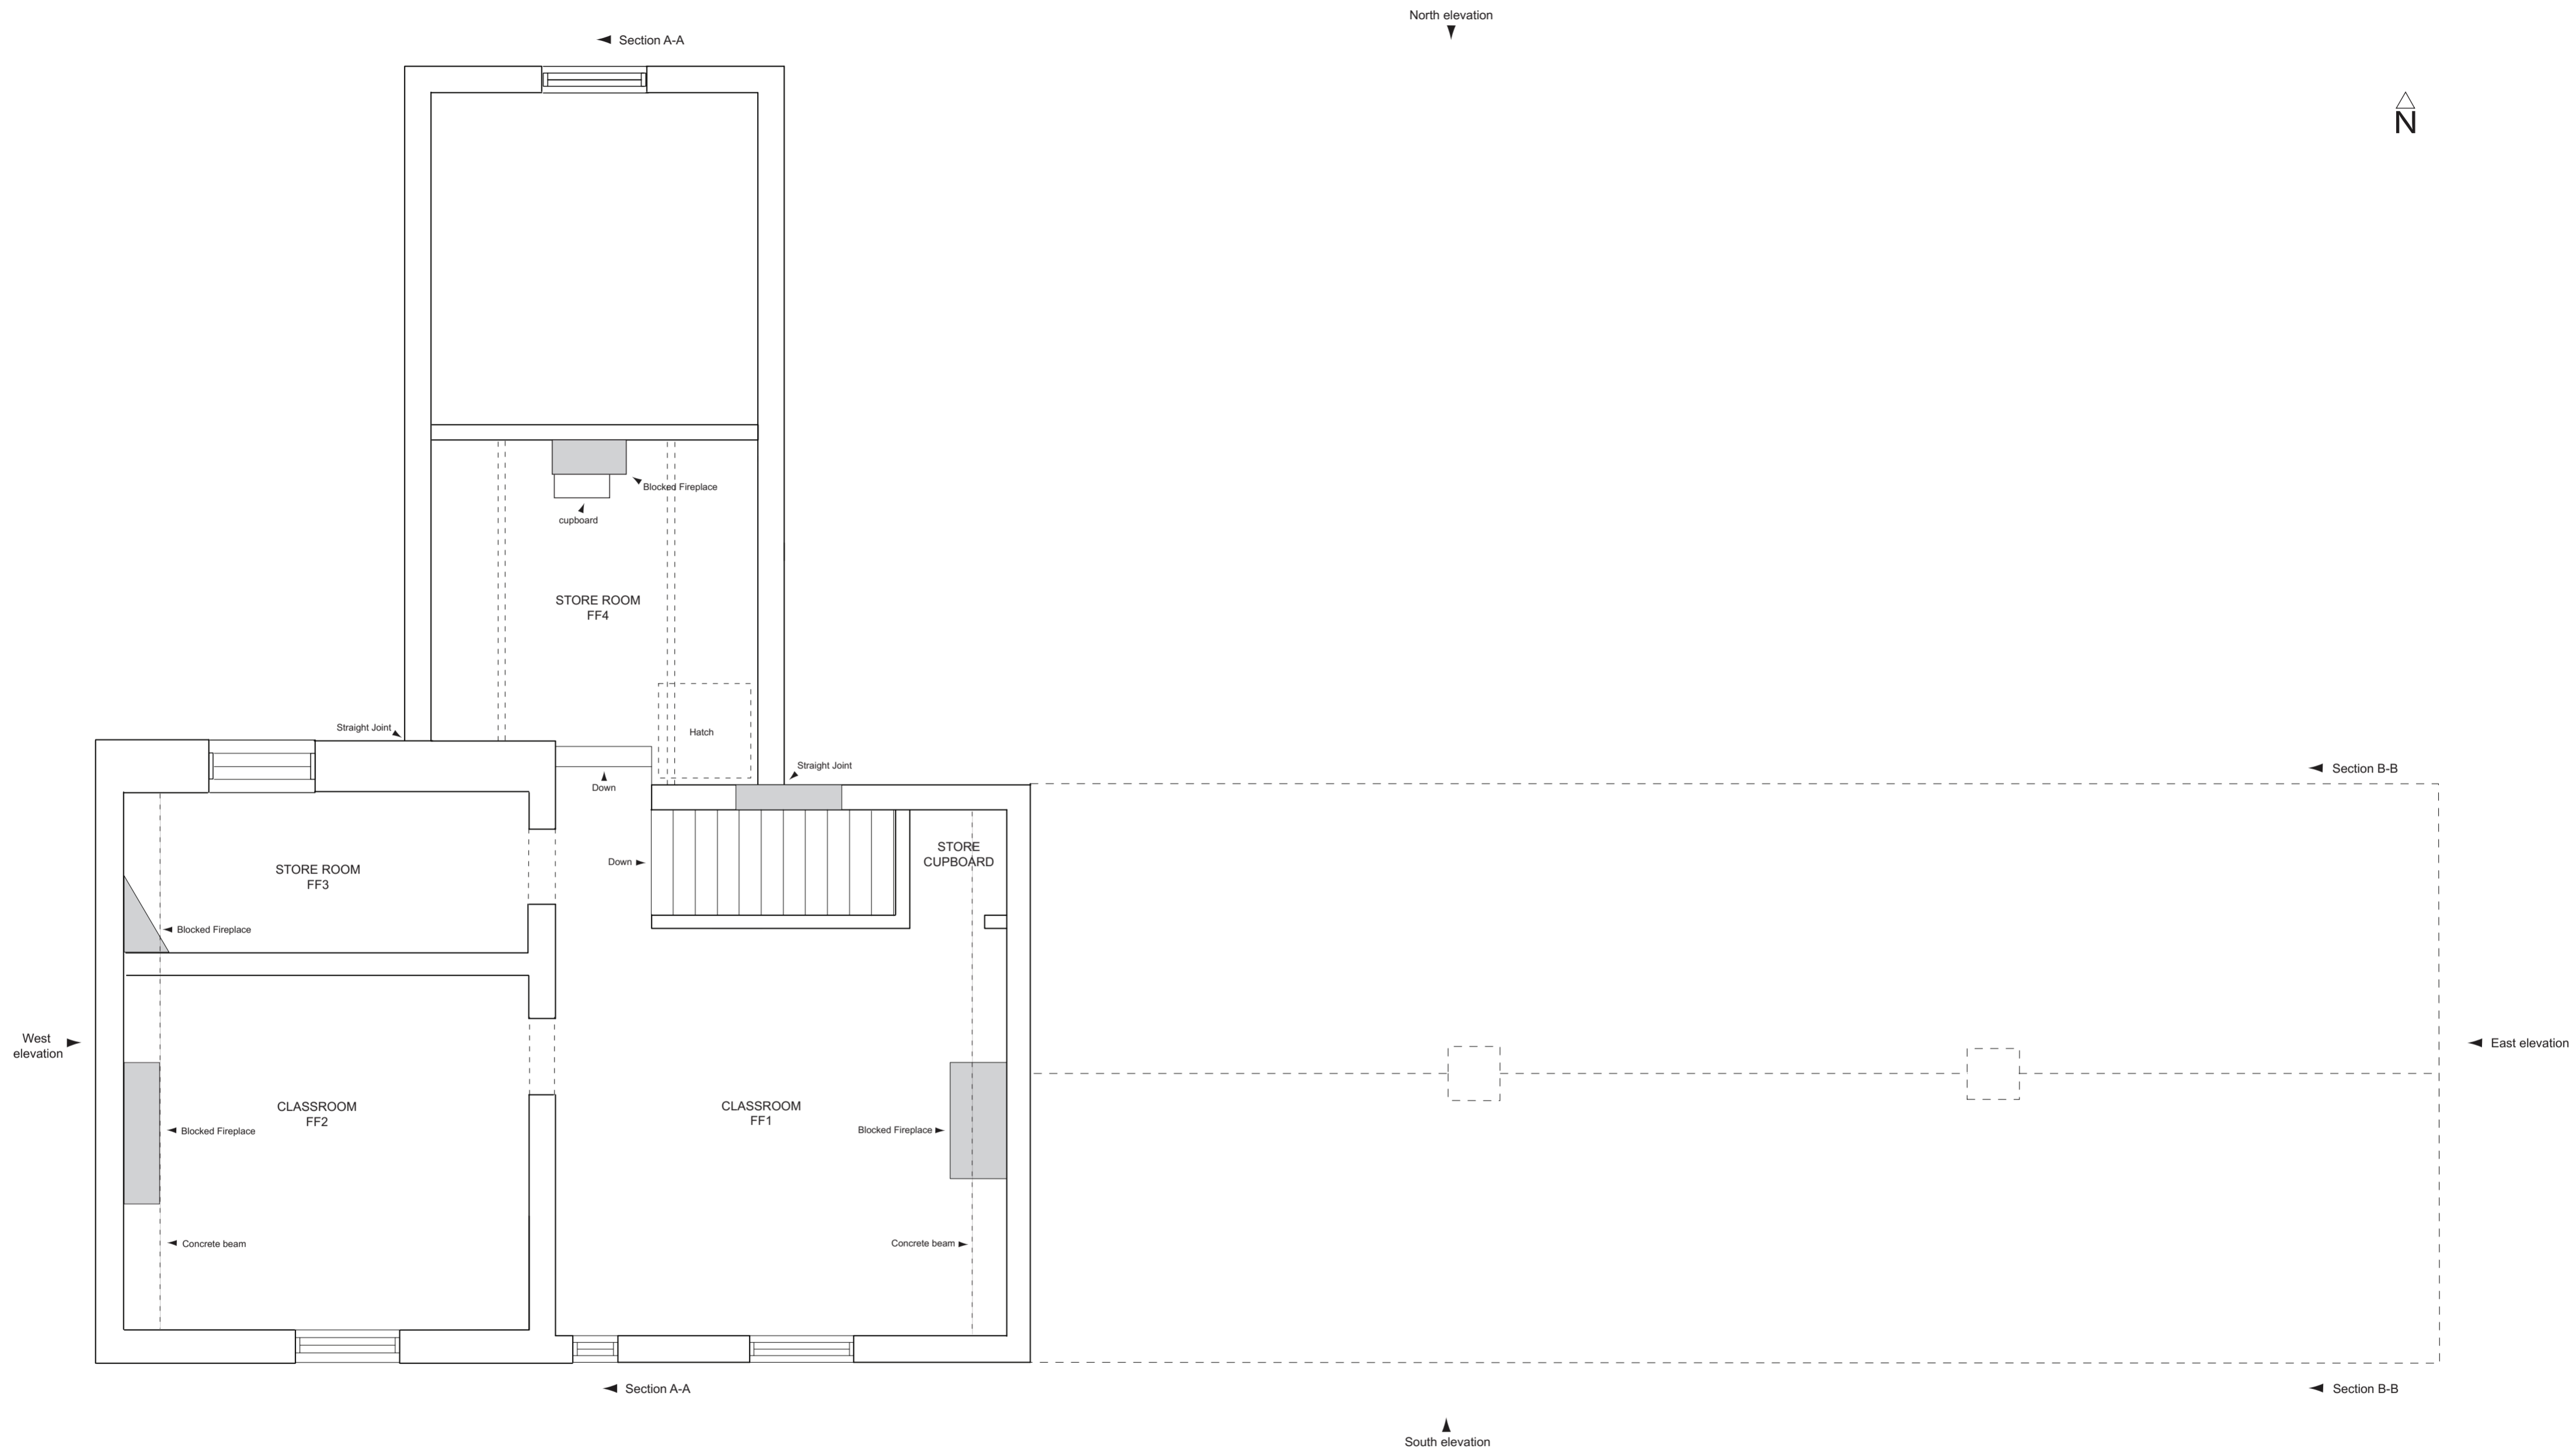 North elevation
Section A-A
N
Blocked Fireplace
cupboard
STORE ROOM
FF4
Straight Joint
Hatch
Straight Joint
Section B-B
Down
STORE
CUPBOARD
Down
STORE ROOM
FF3
Blocked Fireplace
West
elevation
East elevation
CLASSROOM
FF2
CLASSROOM
FF1
Blocked Fireplace
Blocked Fireplace
Concrete beam
Concrete beam
Section A-A
Section B-B
South elevation